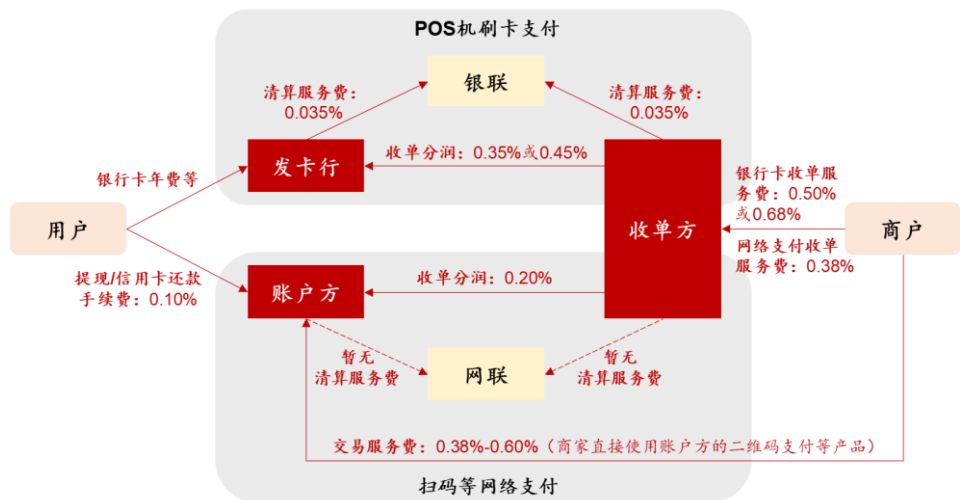 POS机刷卡支付
银联
清算服务费：
0.035%
清算服务费：
0.035%
发卡行
收单分润：0.35%或0.45%
银行卡年费等
银行卡收单服
务费：0.50%
或0.68%
用户
收单方
商户
网络支付收单
服务费：0.38%
提现/信用卡还款
手续费：0.10%
账户方
收单分润：0.20%
暂无
清算服务费
网联
暂无
清算服务费
交易服务费：0.38%-0.60%（商家直接使用账户方的二维码支付等产品）
扫码等网络支付